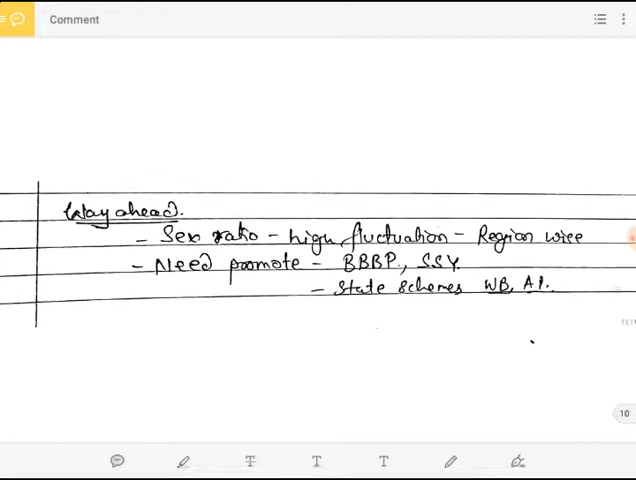 Comment
Way ahead.
- Sex ratio - high fluctuation - Region wise
- Need promote - BBBP, SSY
- State schemes WB, AP.
10